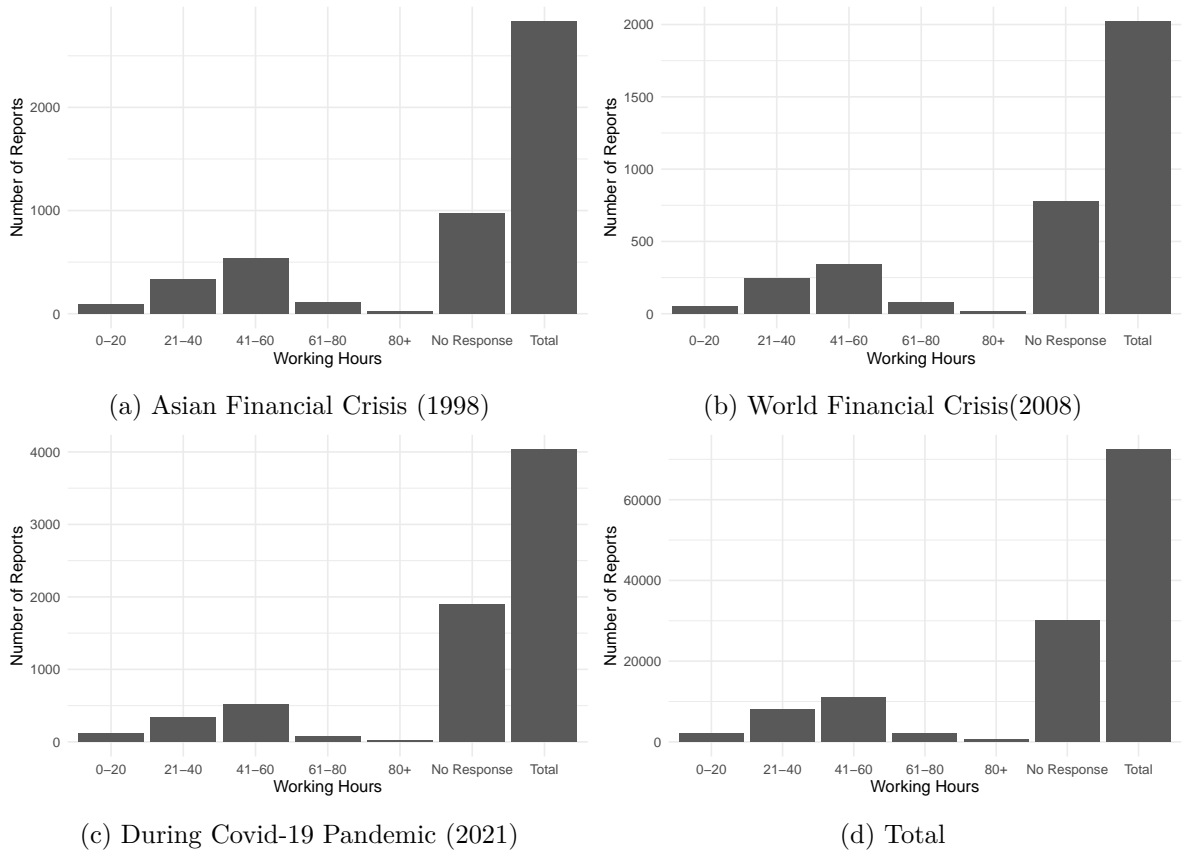 Number of Reports
2000
1000
0
0–20 21–40 41–60 61–80 80+ No Response Total
Working Hours
(a) Asian Financial Crisis (1998)
Number of Reports
2000
1500
1000
500
0
0–20 21–40 41–60 61–80 80+ No Response Total
Working Hours
(b) World Financial Crisis(2008)
Number of Reports
4000
3000
2000
1000
0
0–20 21–40 41–60 61–80 80+ No Response Total
Working Hours
(c) During Covid-19 Pandemic (2021)
Number of Reports
60000
40000
20000
0
0–20 21–40 41–60 61–80 80+ No Response Total
Working Hours
(d) Total